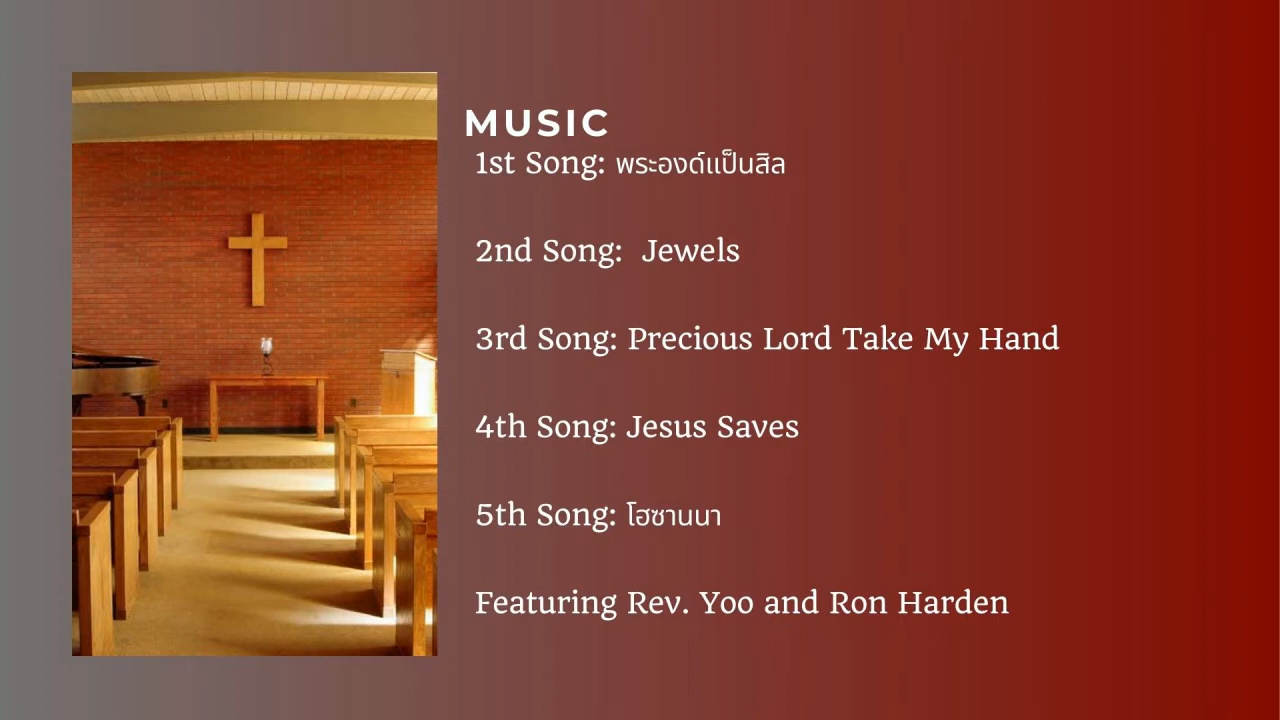 MUSIC
1st Song: พระองค์แป็นสิล
2nd Song: Jewels
3rd Song: Precious Lord Take My Hand
4th Song: Jesus Saves
5th Song: โฮซานนา
Featuring Rev. Yoo and Ron Harden